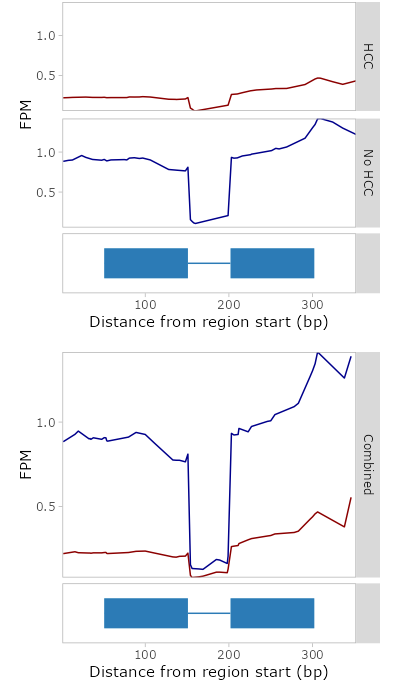 HCC
1.0
0.5
FPM
No HCC
1.0
0.5
100 200 300
Distance from region start (bp)
Combined
1.0
FPM
0.5
100 200 300
Distance from region start (bp)